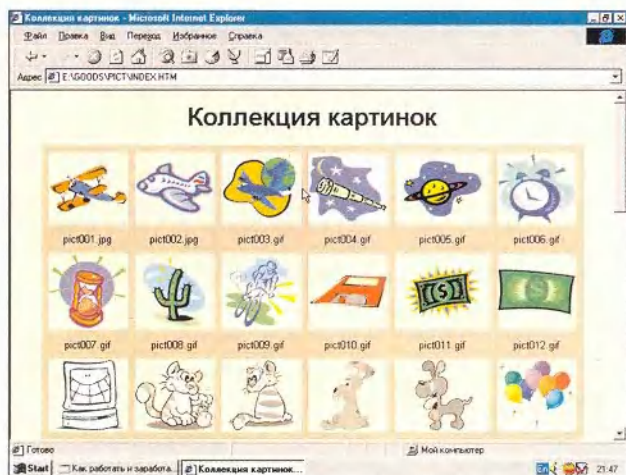 Коллекция картинок - Microsoft Internet Explorer
Файл Правка Вид Переход Избранное Справка
Адрес E:\GOODS\PICT\INDEX.HTM
Коллекция картинок
pict001.jpg pict002.jpg pict003.gif pict004.gif pict005.gif pict006.gif
pict007.gif pict008.gif pict009.gif pict010.gif pict011.gif pict012.gif
Готово Мой компьютер
Start Как работать и заработа... Коллекция картинок... En 21:47